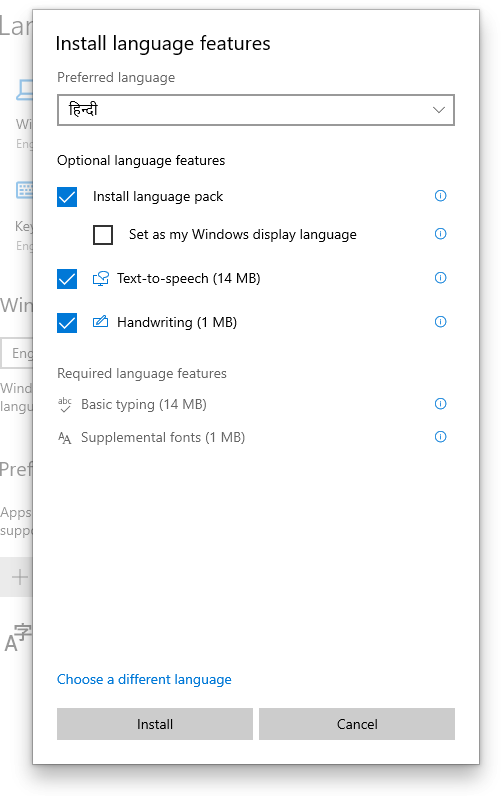 Install language features
Preferred language
हिन्दी
Optional language features
Install language pack
Set as my Windows display language
Text-to-speech (14 MB)
Handwriting (1 MB)
Required language features
abc
Basic typing (14 MB)
Supplemental fonts (1 MB)
Choose a different language
Install
Cancel